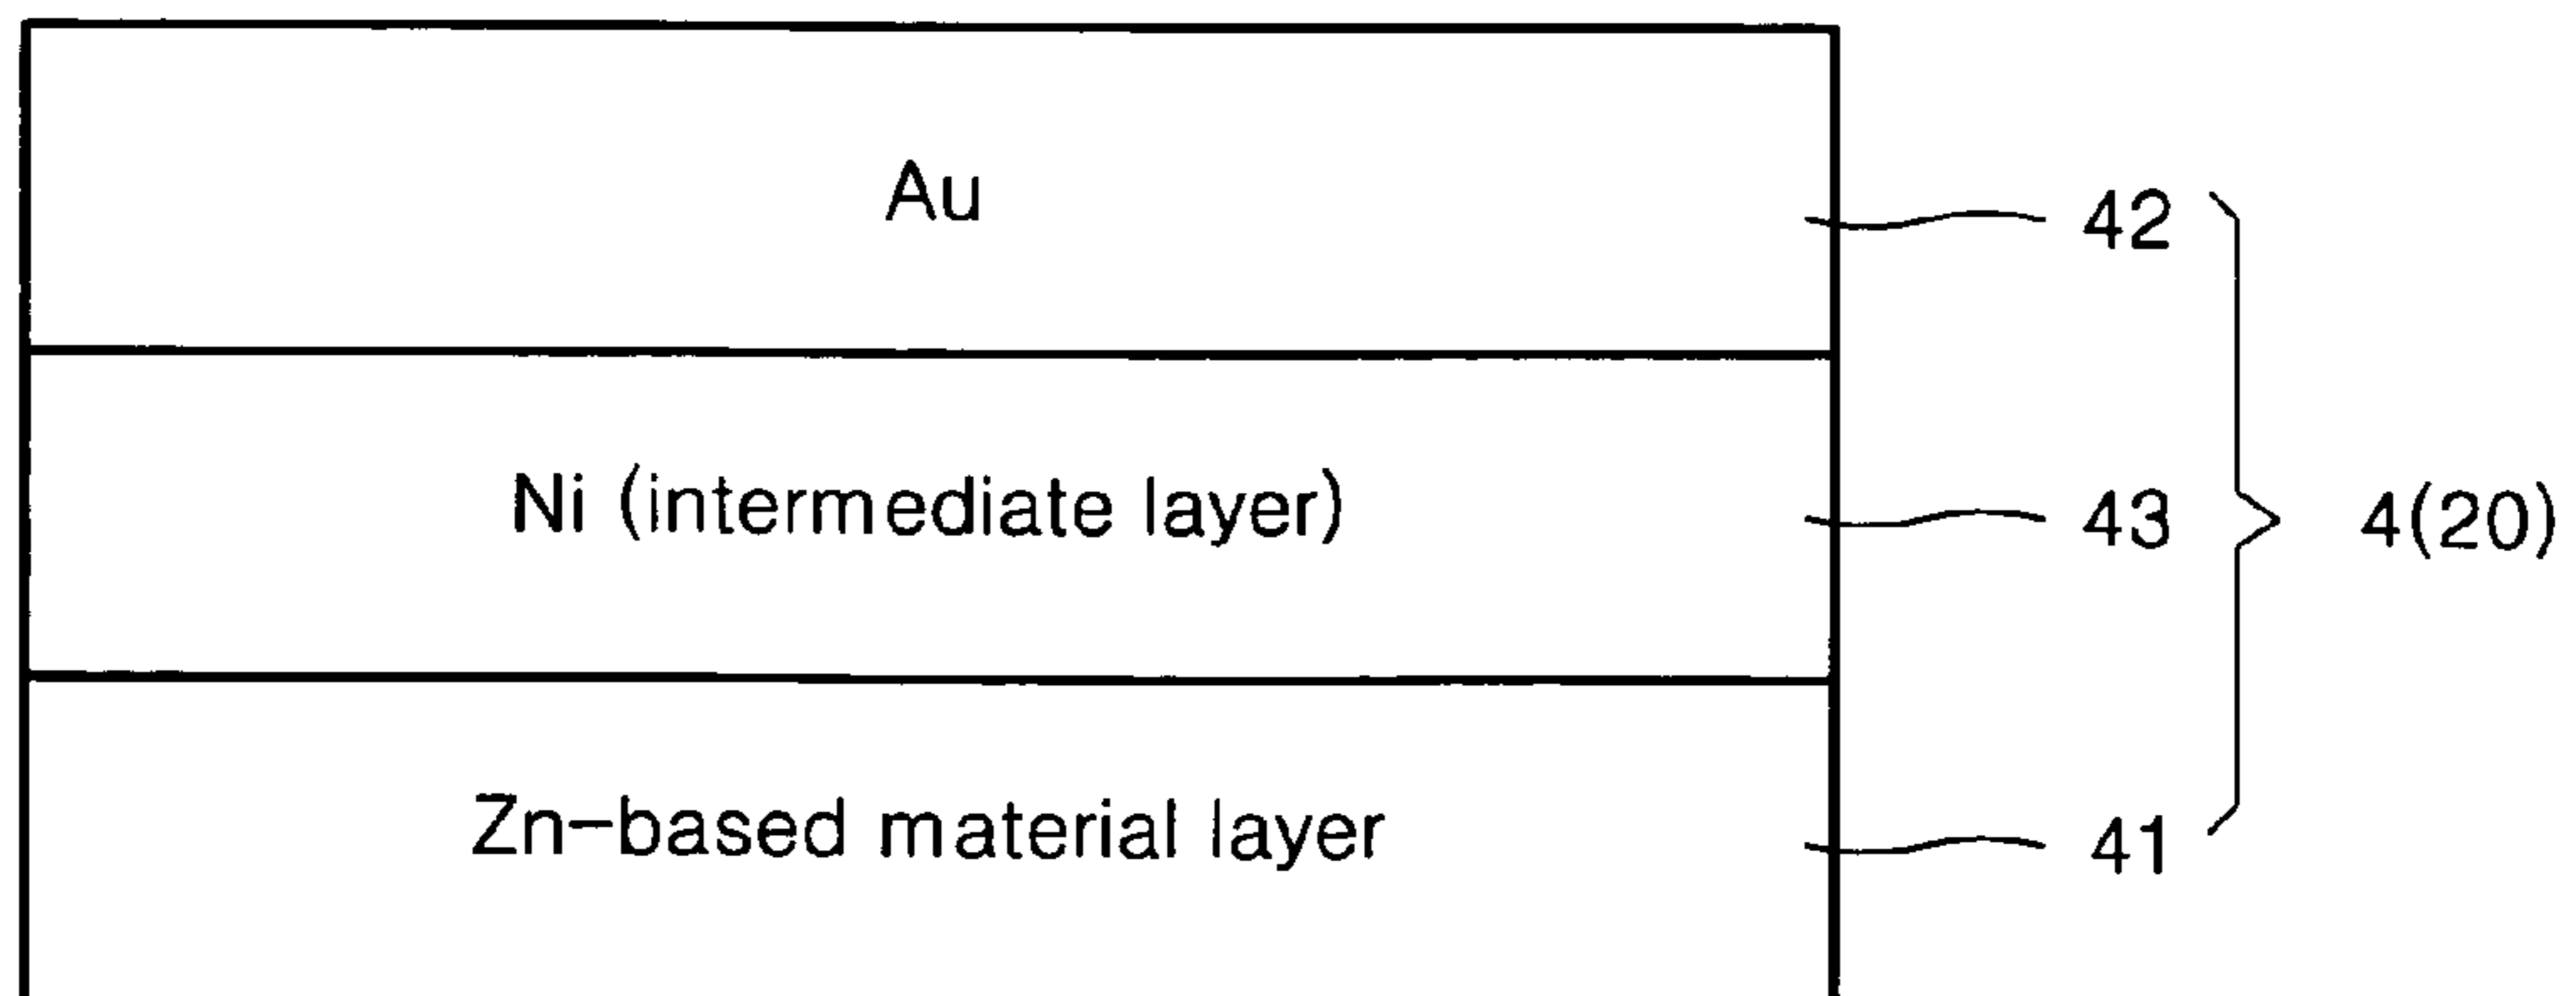 Au
42
Ni (intermediate layer)
43
4(20)
Zn-based material layer
41